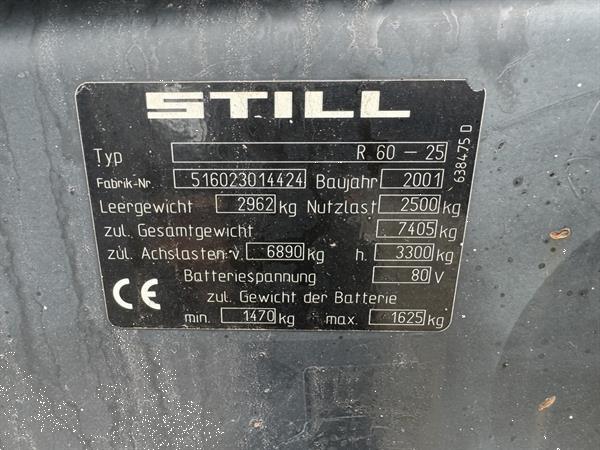 STILL
Typ R 60 - 25
Fabrik-Nr. 516023014424 Baujahr 2001
Leergewicht 2962 kg Nutzlast 2500 kg
zul. Gesamtgewicht 7405 kg
zul. Achslasten: v. 6890 kg h. 3300 kg
Batteriespannung 80 V
zul. Gewicht der Batterie
min. 1470 kg max. 1625 kg
CE
638475 D